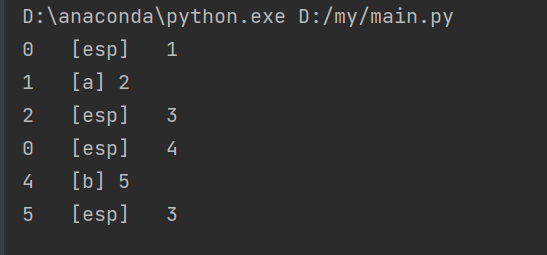 D:\anaconda\python.exe D:/my/main.py
0   [esp]   1
1   [a] 2
2   [esp]   3
0   [esp]   4
4   [b] 5
5   [esp]   3